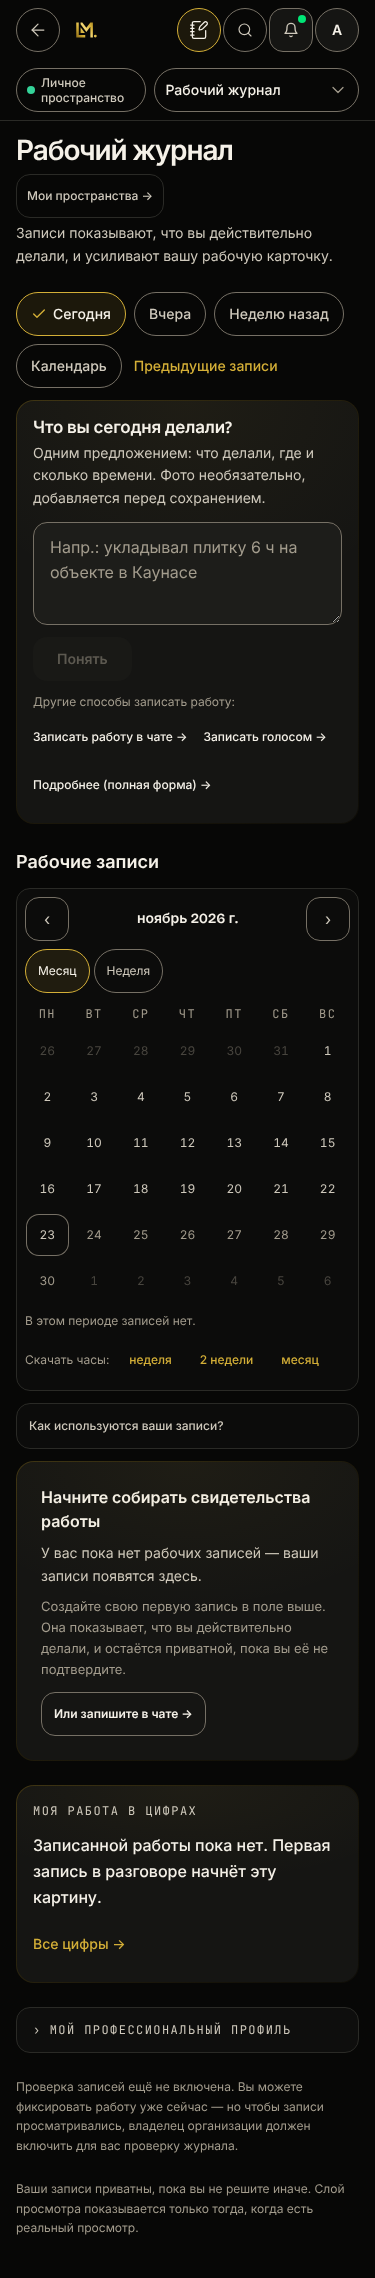 LM.
A
Личное
пространство
Рабочий журнал
Рабочий журнал
Мои пространства →
Записи показывают, что вы действительно
делали, и усиливают вашу рабочую карточку.
Сегодня
Вчера
Неделю назад
Календарь
Предыдущие записи
Что вы сегодня делали?
Одним предложением: что делали, где и
сколько времени. Фото необязательно,
добавляется перед сохранением.
Напр.: укладывал плитку 6 ч на
объекте в Каунасе
Понять
Другие способы записать работу:
Записать работу в чате →
Записать голосом →
Подробнее (полная форма) →
Рабочие записи
‹
ноябрь 2026 г.
›
Месяц
Неделя
ПН ВТ СР ЧТ ПТ СБ ВС
26 27 28 29 30 31 1
2 3 4 5 6 7 8
9 10 11 12 13 14 15
16 17 18 19 20 21 22
23 24 25 26 27 28 29
30 1 2 3 4 5 6
В этом периоде записей нет.
Скачать часы: неделя 2 недели месяц
Как используются ваши записи?
Начните собирать свидетельства
работы
У вас пока нет рабочих записей — ваши
записи появятся здесь.
Создайте свою первую запись в поле выше.
Она показывает, что вы действительно
делали, и остаётся приватной, пока вы её не
подтвердите.
Или запишите в чате →
МОЯ РАБОТА В ЦИФРАХ
Записанной работы пока нет. Первая
запись в разговоре начнёт эту
картину.
Все цифры →
› МОЙ ПРОФЕССИОНАЛЬНЫЙ ПРОФИЛЬ
Проверка записей ещё не включена. Вы можете
фиксировать работу уже сейчас — но чтобы записи
просматривались, владелец организации должен
включить для вас проверку журнала.
Ваши записи приватны, пока вы не решите иначе. Слой
просмотра показывается только тогда, когда есть
реальный просмотр.